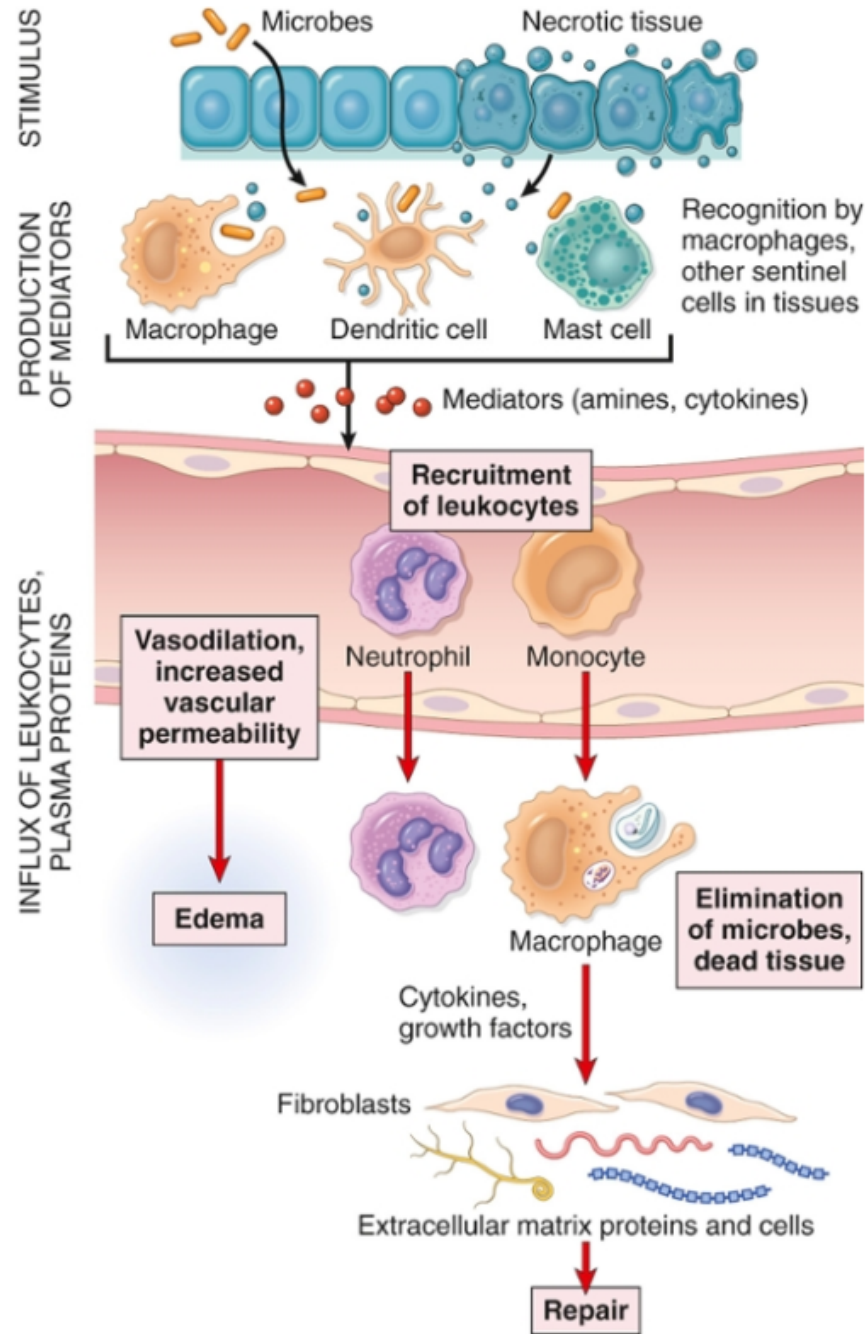 STIMULUS
Microbes
Necrotic tissue
PRODUCTION
OF MEDIATORS
Recognition by
macrophages,
other sentinel
cells in tissues
Macrophage
Dendritic cell
Mast cell
Mediators (amines, cytokines)
INFLUX OF LEUKOCYTES,
PLASMA PROTEINS
Recruitment
of leukocytes
Vasodilation,
increased
vascular
permeability
Neutrophil
Monocyte
Edema
Macrophage
Elimination
of microbes,
dead tissue
Cytokines,
growth factors
Fibroblasts
Extracellular matrix proteins and cells
Repair